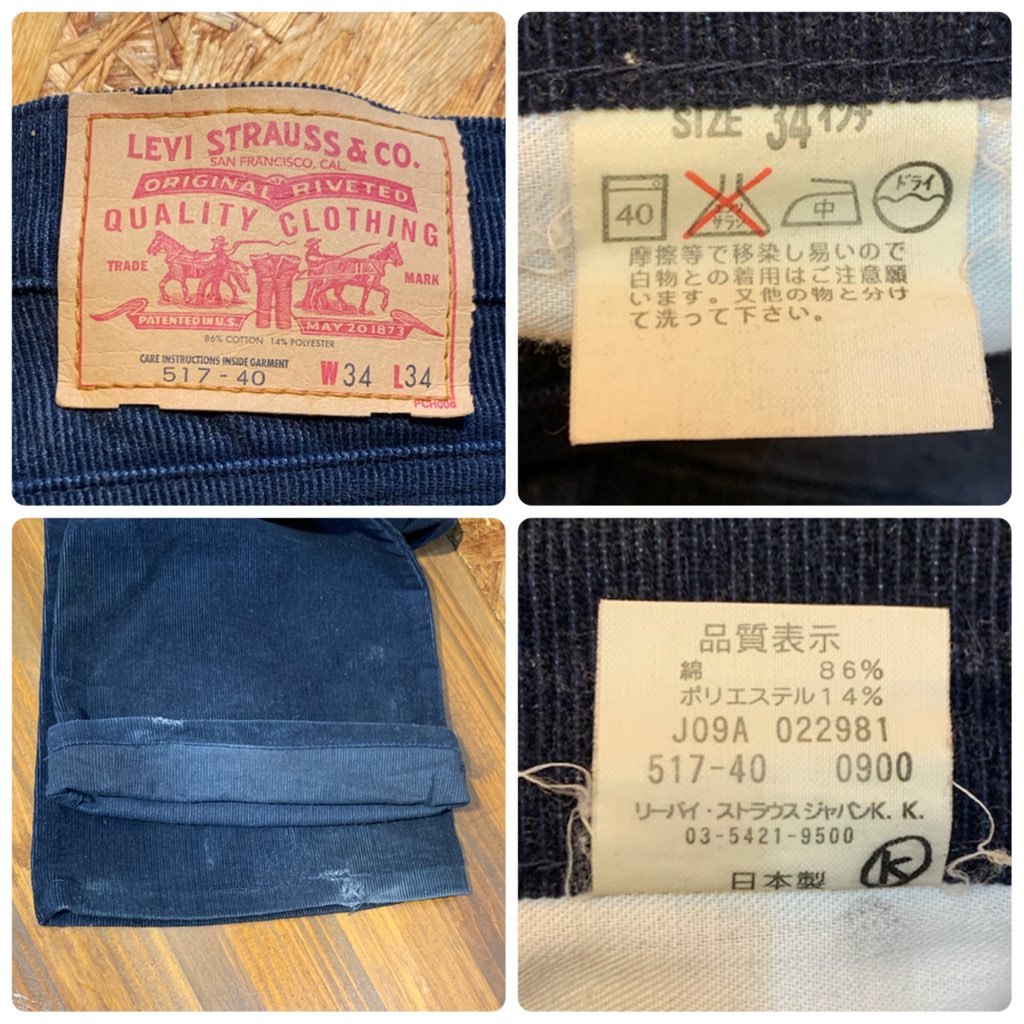 LEVI STRAUSS & CO.
SAN FRANCISCO, CAL.
ORIGINAL RIVETED
QUALITY CLOTHING
TRADE MARK
PATENTED IN U.S. MAY 20 1873
86% COTTON 14% POLYESTER
CARE INSTRUCTIONS INSIDE GARMENT
517-40 W34 L34
SIZE 34インチ
40
エンソ
サラシ
中
ドライ
摩擦等で移染し易いので
白物との着用はご注意願
います。又他の物と分け
て洗って下さい。
品質表示
綿 86%
ポリエステル14%
J09A 022981
517-40 0900
リーバイ・ストラウス ジャパンK.K.
03-5421-9500
日本製 K